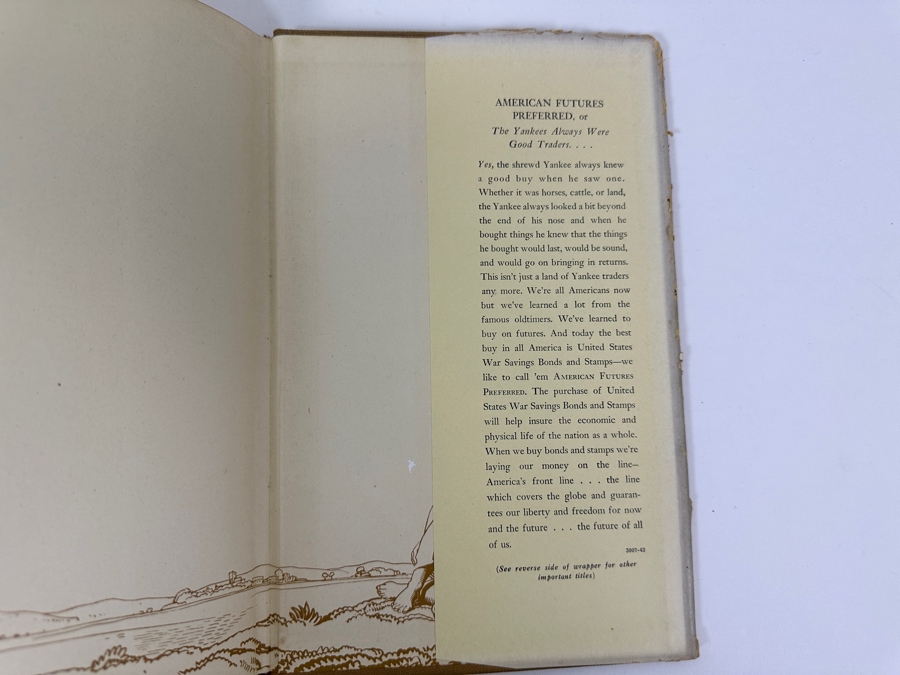 AMERICAN FUTURES
PREFERRED, or
The Yankees Always Were
Good Traders. . . .
Yes, the shrewd Yankee always knew
a good buy when he saw one.
Whether it was horses, cattle, or land,
the Yankee always looked a bit beyond
the end of his nose and when he
bought things he knew that the things
he bought would last, would be sound,
and would go on bringing in returns.
This isn't just a land of Yankee traders
any more. We're all Americans now
but we've learned a lot from the
famous oldtimers. We've learned to
buy on futures. And today the best
buy in all America is United States
War Savings Bonds and Stamps—we
like to call 'em AMERICAN FUTURES
PREFERRED. The purchase of United
States War Savings Bonds and Stamps
will help insure the economic and
physical life of the nation as a whole.
When we buy bonds and stamps we're
laying our money on the line—
America's front line . . . the line
which covers the globe and guaran-
tees our liberty and freedom for now
and the future . . . the future of all
of us.
3007-42
(See reverse side of wrapper for other
important titles)